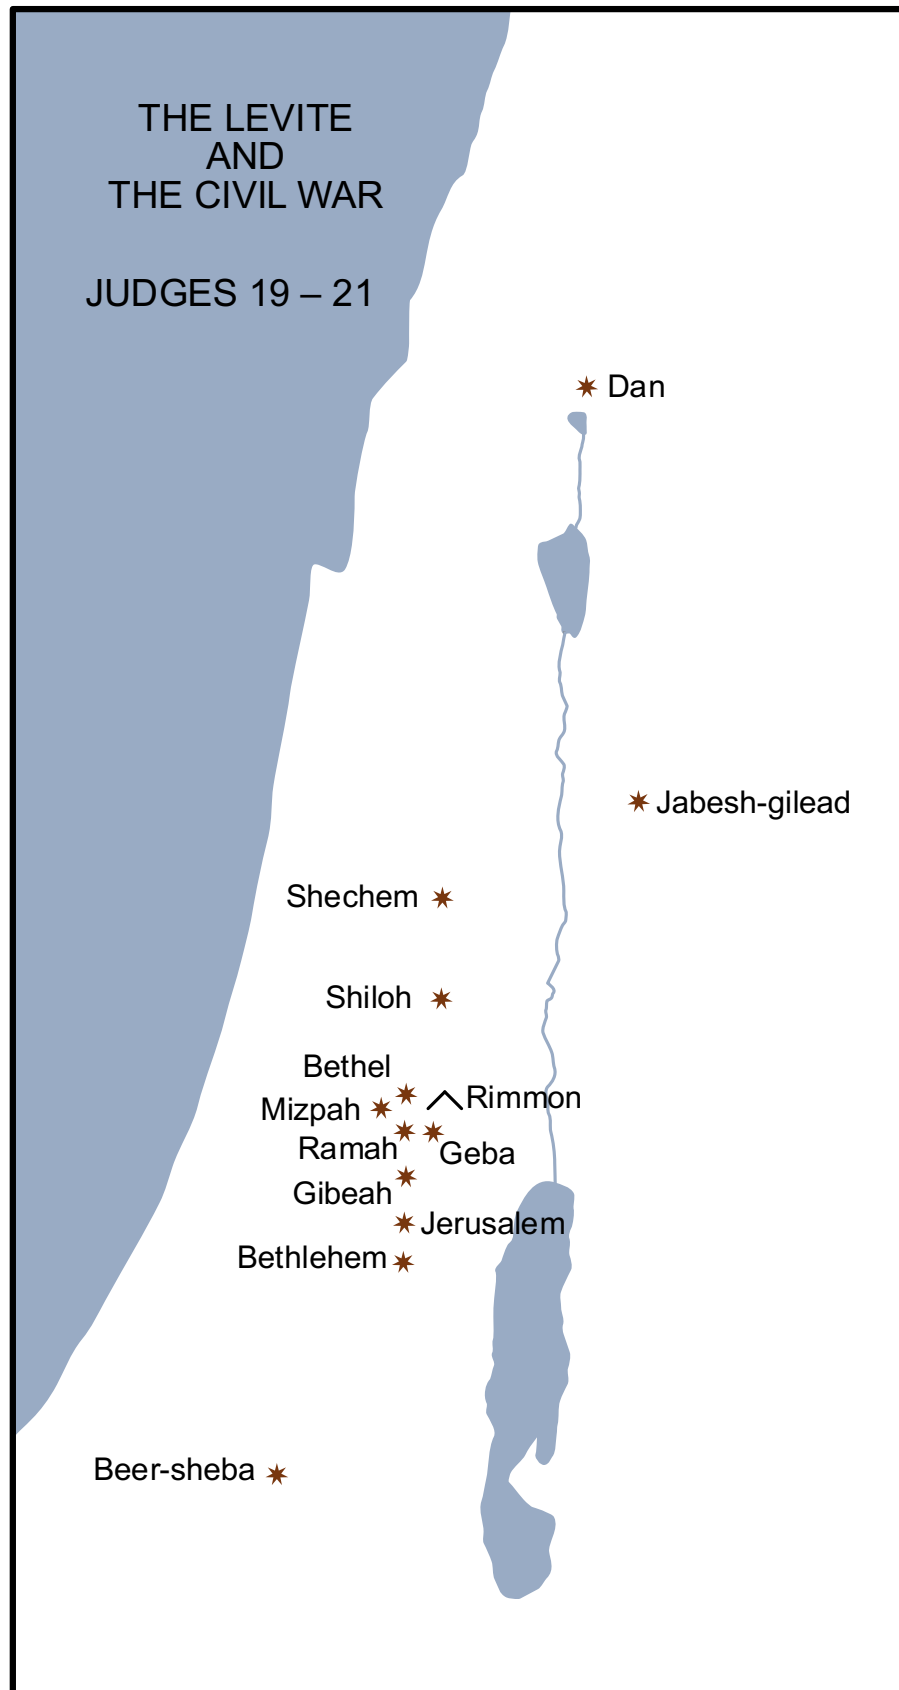 THE LEVITE
AND
THE CIVIL WAR
JUDGES 19 – 21
Dan
Jabesh-gilead
Shechem
Shiloh
Bethel
Rimmon
Mizpah
Ramah
Geba
Gibeah
Jerusalem
Bethlehem
Beer-sheba